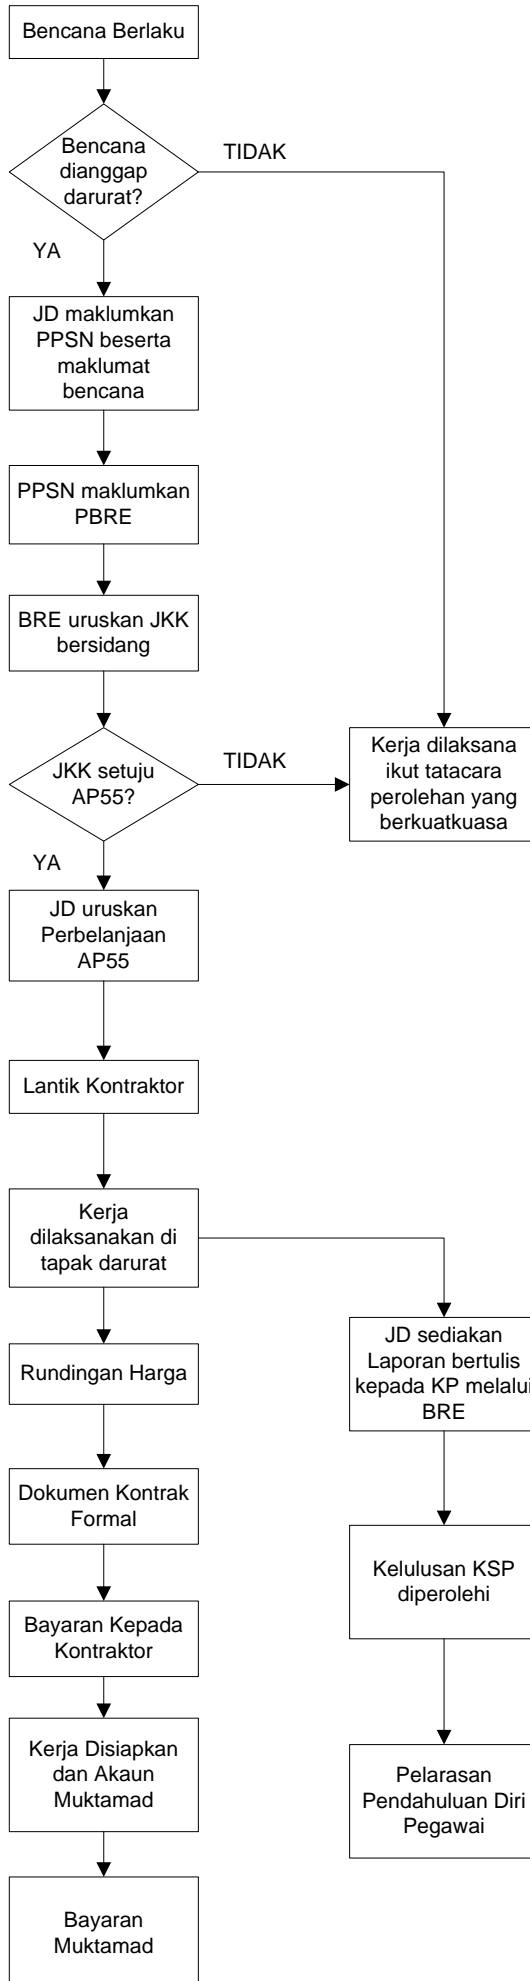 Bencana Berlaku
Bencana
dianggap
darurat?
TIDAK
YA
JD maklumkan
PPSN beserta
maklumat
bencana
PPSN maklumkan
PBRE
BRE uruskan JKK
bersidang
JKK setuju
AP55?
TIDAK
Kerja dilaksana
ikut tatacara
perolehan yang
berkuatkuasa
YA
JD uruskan
Perbelanjaan
AP55
Lantik Kontraktor
Kerja
dilaksanakan di
tapak darurat
Rundingan Harga
JD sediakan
Laporan bertulis
kepada KP melalui
BRE
Dokumen Kontrak
Formal
Kelulusan KSP
diperolehi
Bayaran Kepada
Kontraktor
Kerja Disiapkan
dan Akaun
Muktamad
Pelarasan
Pendahuluan Diri
Pegawai
Bayaran
Muktamad